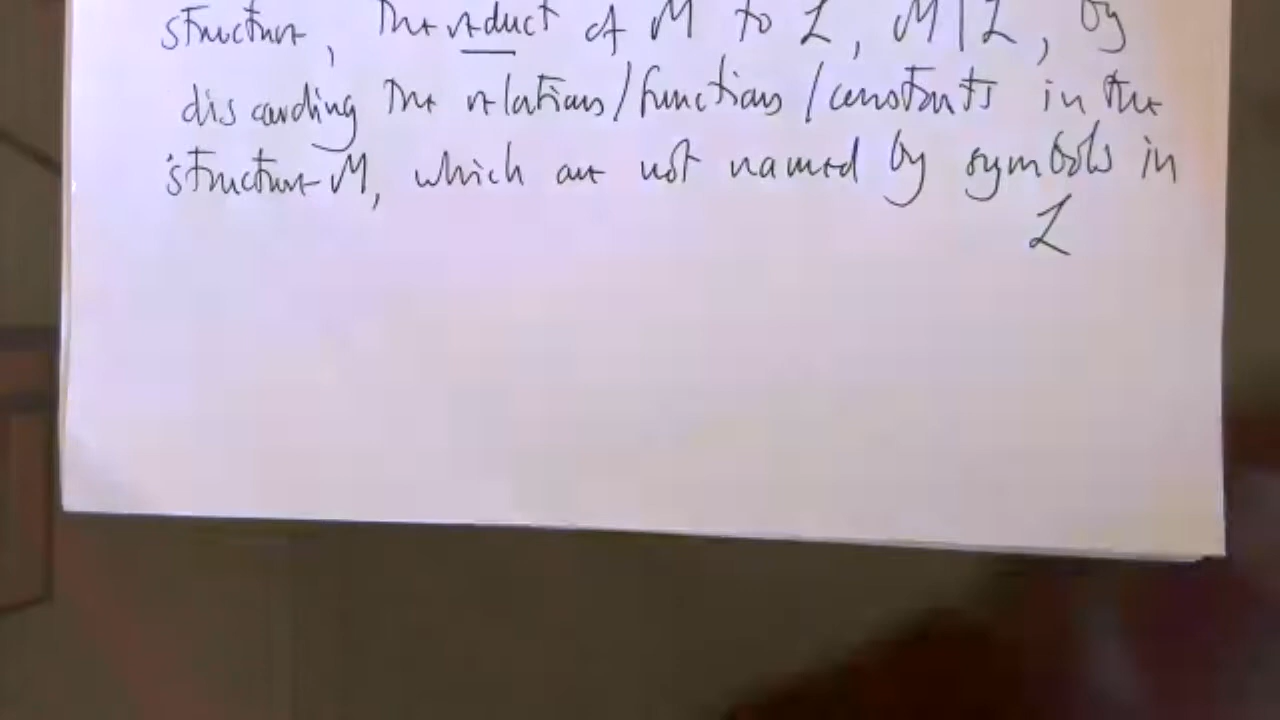 structure, the reduct of M to L, M|L, by
discarding the relations/functions/constants in the
structure M, which are not named by symbols in
L